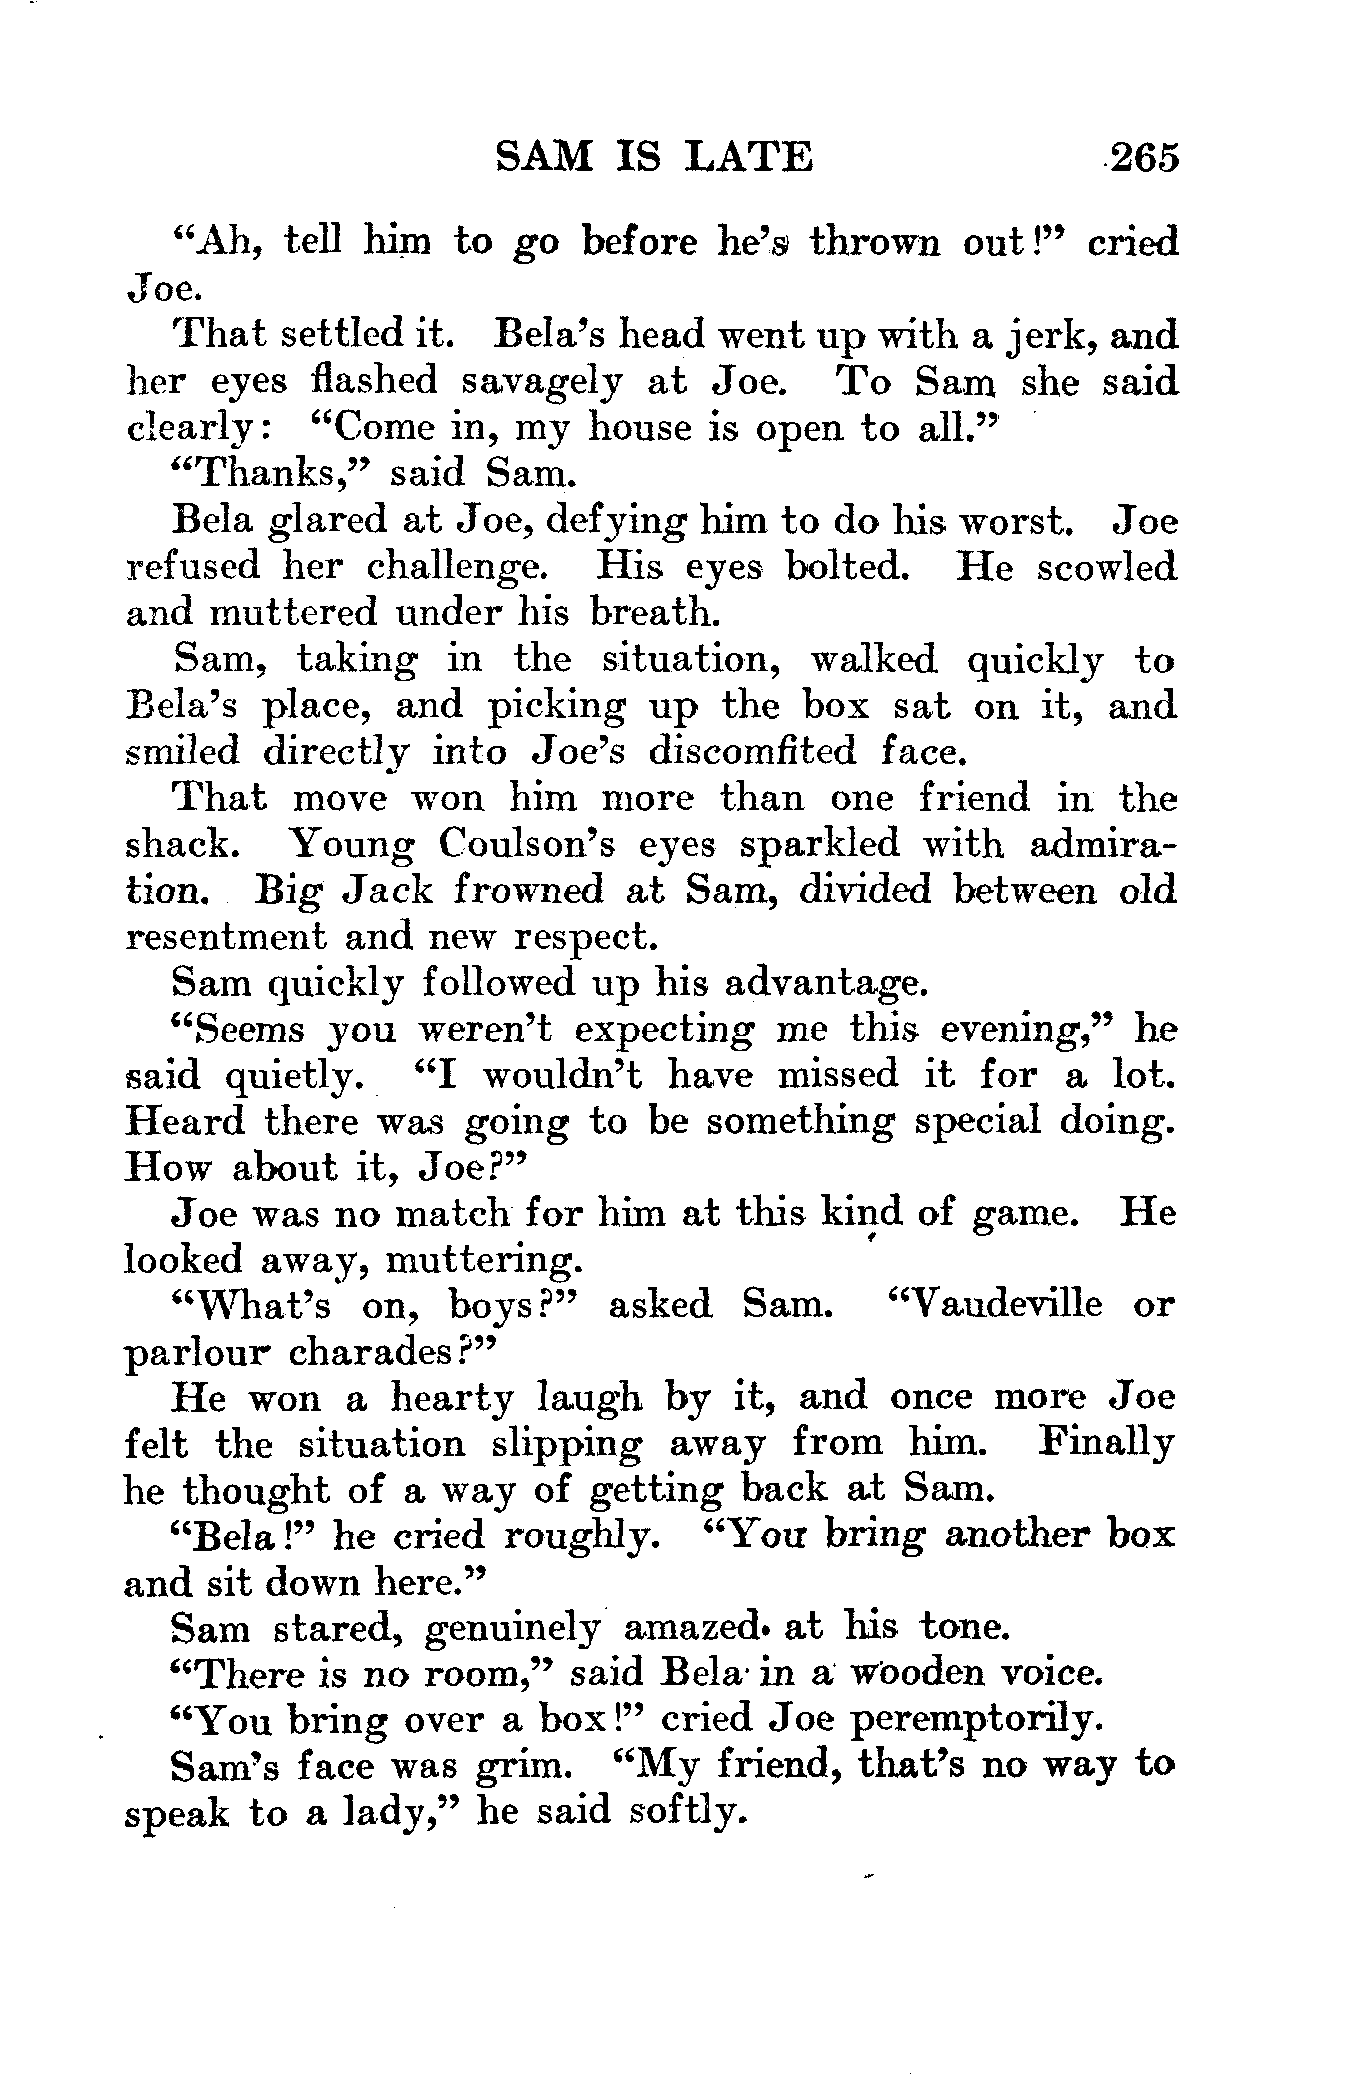 SAM IS LATE 265
“Ah, tell him to go before he’s thrown out!” cried
Joe.
That settled it. Bela’s head went up with a jerk, and
her eyes flashed savagely at Joe. To Sam she said
clearly: “Come in, my house is open to all.”
“Thanks,” said Sam.
Bela glared at Joe, defying him to do his worst. Joe
refused her challenge. His eyes bolted. He scowled
and muttered under his breath.
Sam, taking in the situation, walked quickly to
Bela’s place, and picking up the box sat on it, and
smiled directly into Joe’s discomfited face.
That move won him more than one friend in the
shack. Young Coulson’s eyes sparkled with admira-
tion. Big Jack frowned at Sam, divided between old
resentment and new respect.
Sam quickly followed up his advantage.
“Seems you weren’t expecting me this evening,” he
said quietly. “I wouldn’t have missed it for a lot.
Heard there was going to be something special doing.
How about it, Joe?”
Joe was no match for him at this kind of game. He
looked away, muttering.
“What’s on, boys?” asked Sam. “Vaudeville or
parlour charades?”
He won a hearty laugh by it, and once more Joe
felt the situation slipping away from him. Finally
he thought of a way of getting back at Sam.
“Bela!” he cried roughly. “You bring another box
and sit down here.”
Sam stared, genuinely amazed at his tone.
“There is no room,” said Bela in a wooden voice.
“You bring over a box!” cried Joe peremptorily.
Sam’s face was grim. “My friend, that’s no way to
speak to a lady,” he said softly.